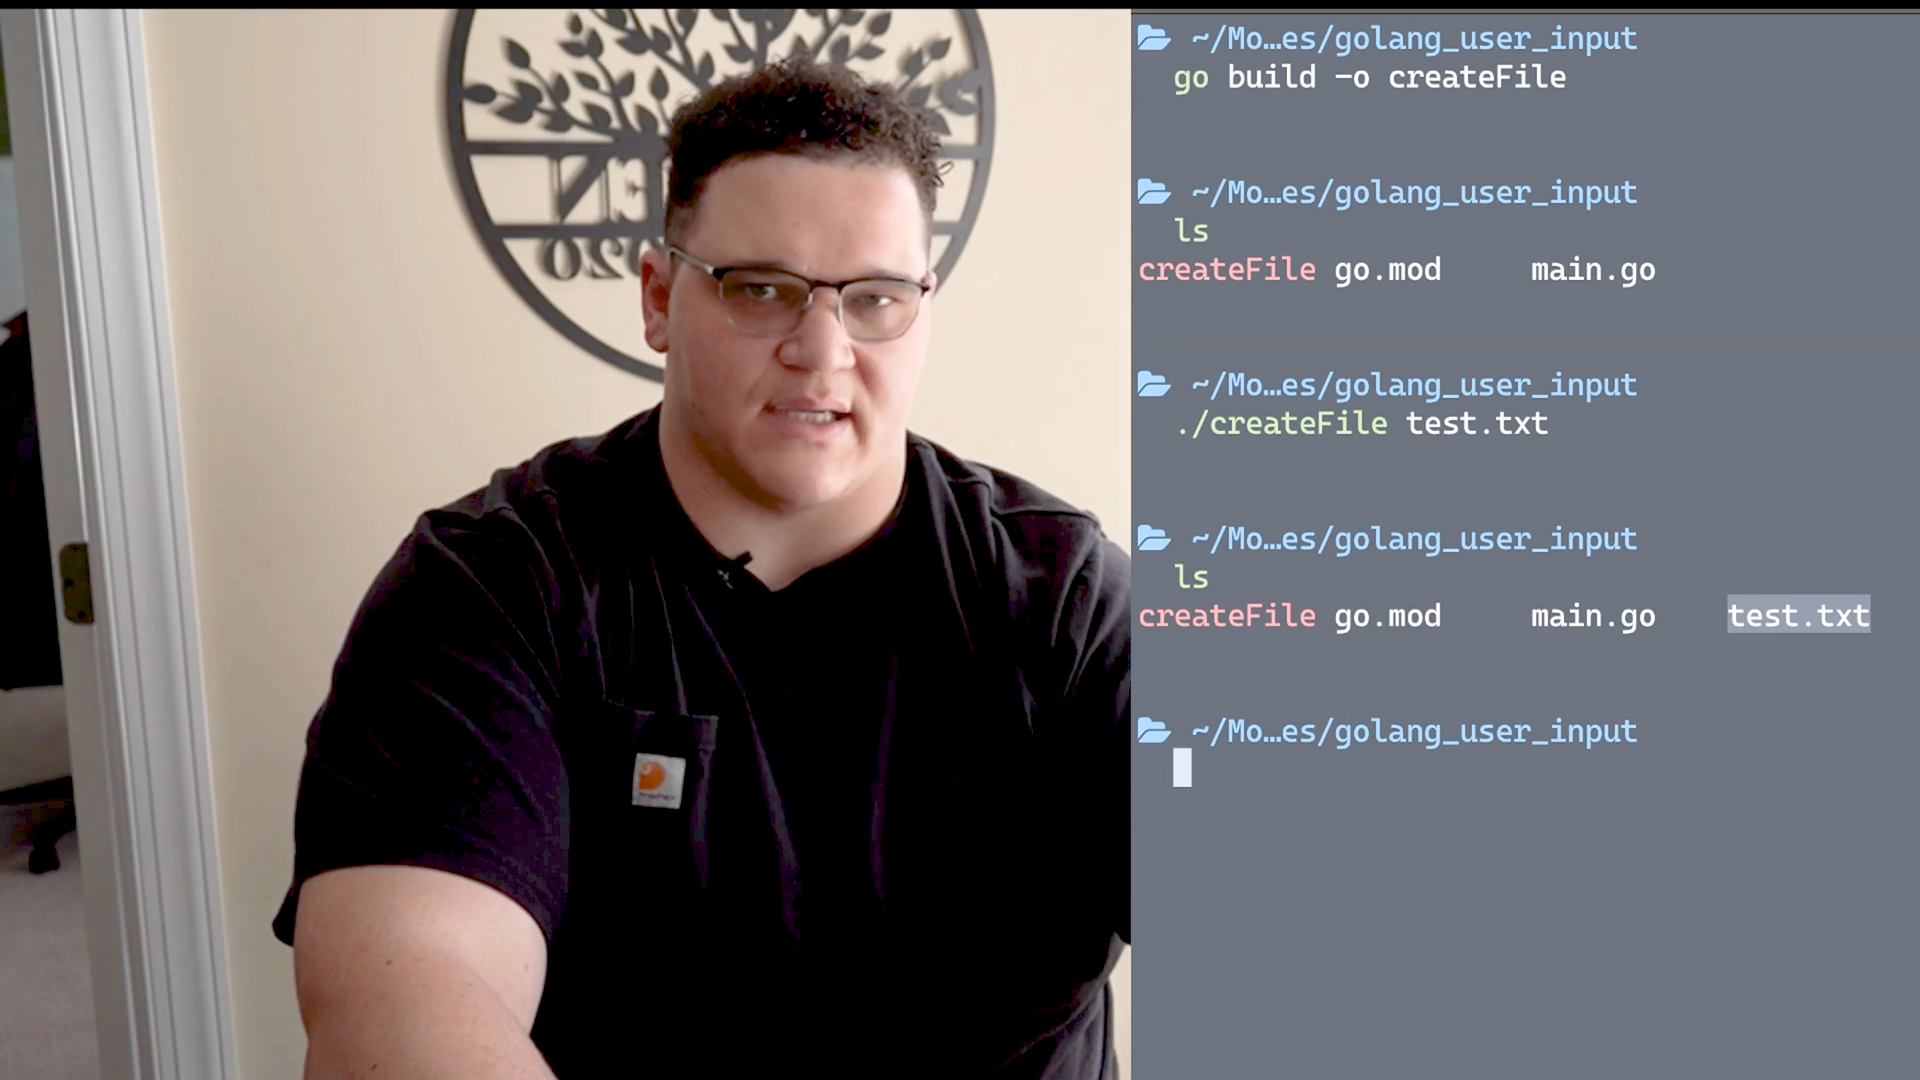 ~/Mo…es/golang_user_input
go build -o createFile
~/Mo…es/golang_user_input
ls
createFile go.mod main.go
~/Mo…es/golang_user_input
./createFile test.txt
~/Mo…es/golang_user_input
ls
createFile go.mod main.go test.txt
~/Mo…es/golang_user_input
2020